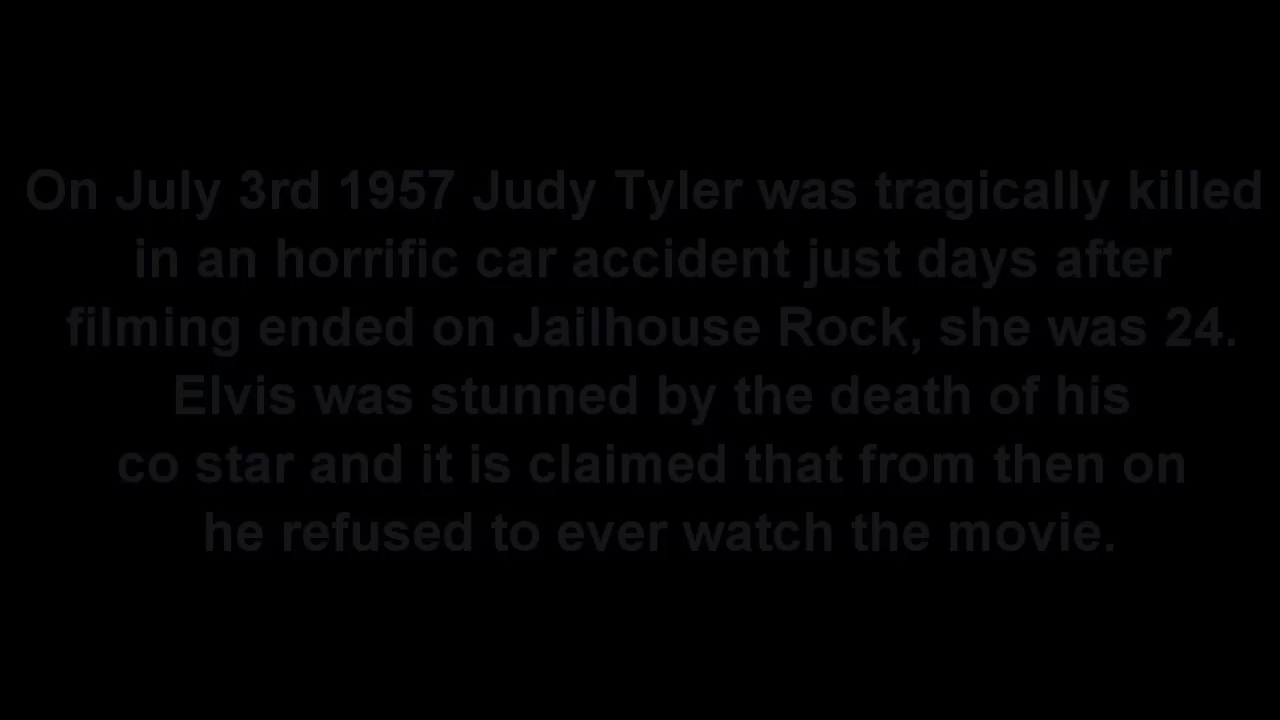 On July 3rd 1957 Judy Tyler was tragically killed
in an horrific car accident just days after
filming ended on Jailhouse Rock, she was 24.
Elvis was stunned by the death of his
co star and it is claimed that from then on
he refused to ever watch the movie.